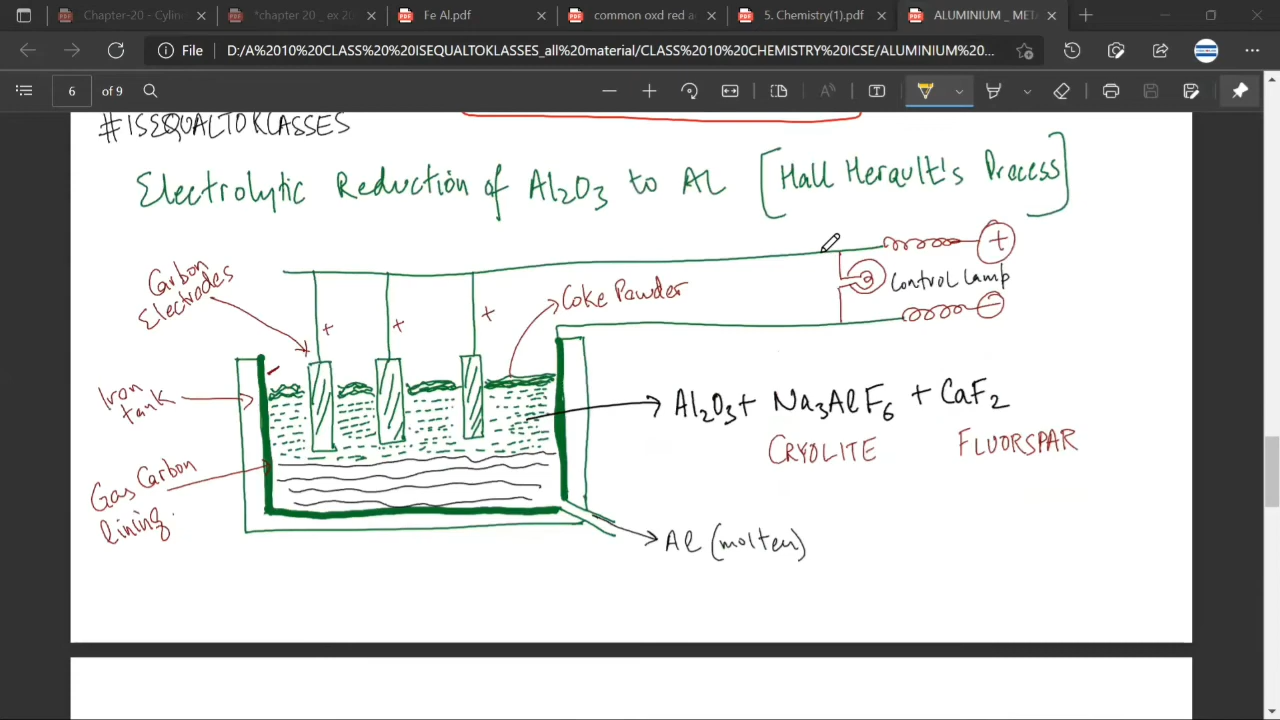 Chapter-20 - Cylin
*chapter 20 _ ex 20
Fe Al.pdf
common oxd red a
5. Chemistry(1).pdf
ALUMINIUM _ META
File
D:/A%2010%20CLASS%20%20ISEQUALTOKLASSES_all%20material/CLASS%2010%20CHEMISTRY%20ICSE/ALUMINIUM%20...
6 of 9
#ISEQUALTOKLASSES
Electrolytic Reduction of Al2O3 to Al [Hall Herault's Process]
+
Control Lamp
−
Carbon
Electrodes
+ + +
Coke Powder
Iron
tank
Al2O3 + Na3AlF6 + CaF2
CRYOLITE FLUORSPAR
Gas Carbon
lining.
Al (molten)